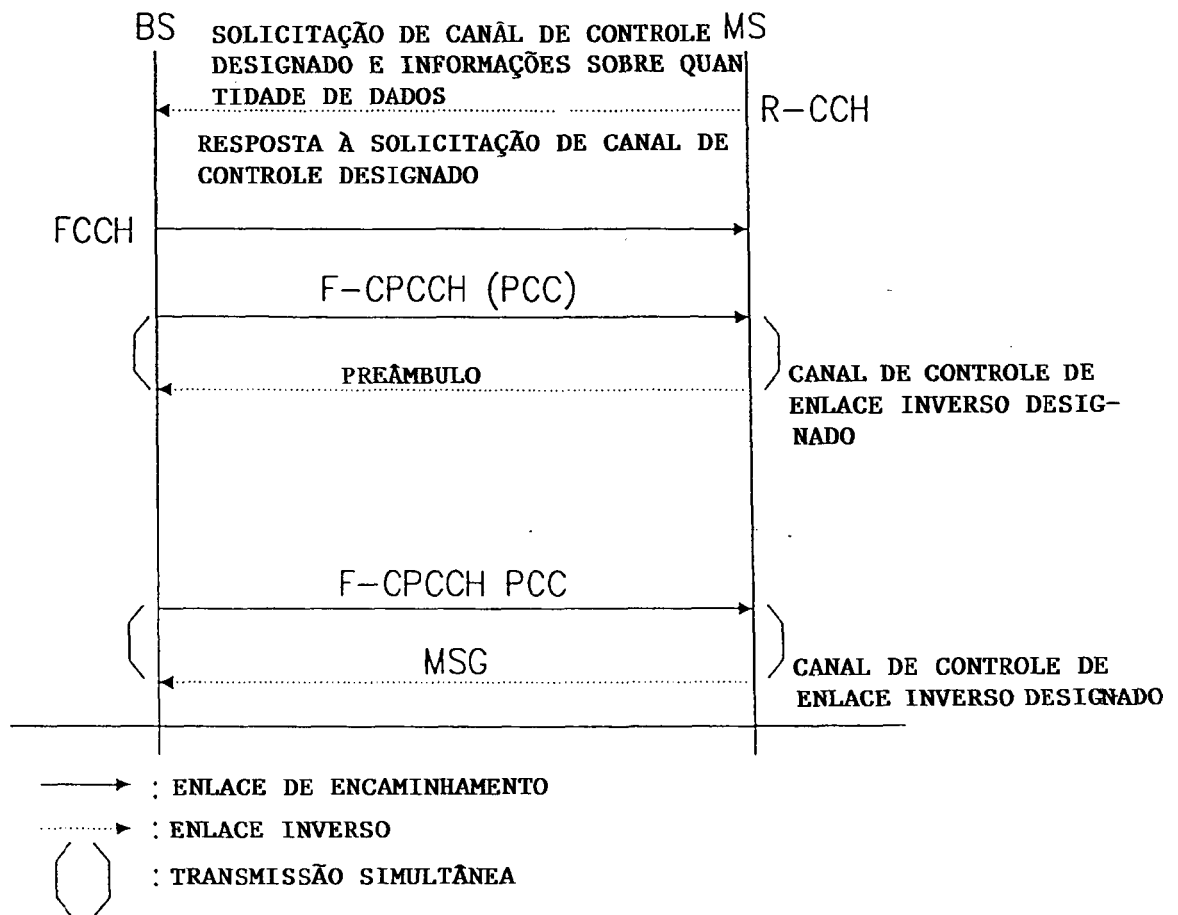 BS
MS
SOLICITAÇÃO DE CANÂL DE CONTROLE
DESIGNADO E INFORMAÇÕES SOBRE QUAN
TIDADE DE DADOS
R-CCH
RESPOSTA À SOLICITAÇÃO DE CANAL DE
CONTROLE DESIGNADO
FCCH
F-CPCCH (PCC)
PREÂMBULO
CANAL DE CONTROLE DE
ENLACE INVERSO DESIG-
NADO
F-CPCCH PCC
MSG
CANAL DE CONTROLE DE
ENLACE INVERSO DESIGNADO
: ENLACE DE ENCAMINHAMENTO
: ENLACE INVERSO
: TRANSMISSÃO SIMULTÂNEA